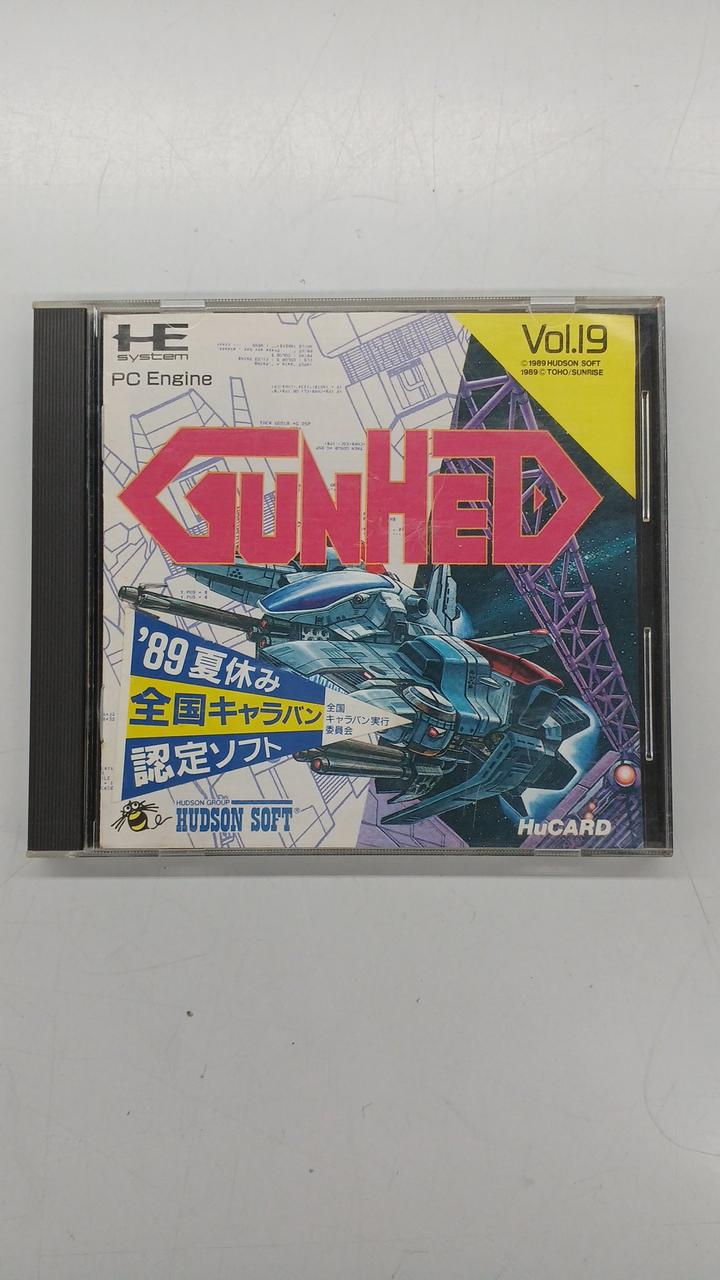 HE
system
PC Engine
Vol.19
© 1989 HUDSON SOFT
1989 © TOHO/SUNRISE
GUNHED
'89 夏休み
全国キャラバン
認定ソフト
全国
キャラバン実行
委員会
HUDSON GROUP
HUDSON SOFT®
HuCARD